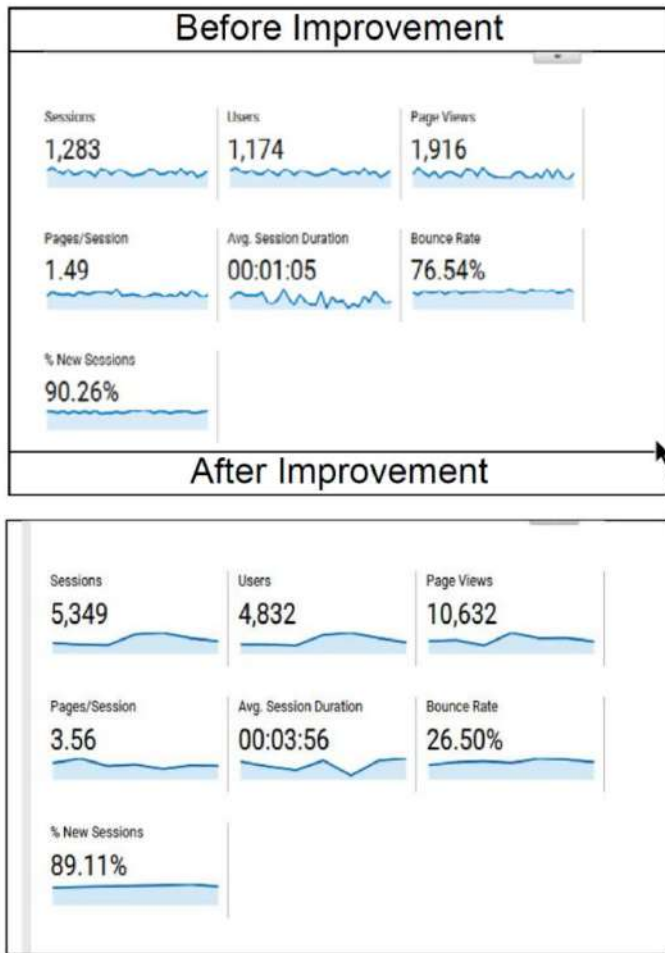 Before Improvement
Sessions Users Page Views
1,283 1,174 1,916
Pages/Session Avg. Session Duration Bounce Rate
1.49 00:01:05 76.54%
% New Sessions
90.26%
After Improvement
Sessions Users Page Views
5,349 4,832 10,632
Pages/Session Avg. Session Duration Bounce Rate
3.56 00:03:56 26.50%
% New Sessions
89.11%